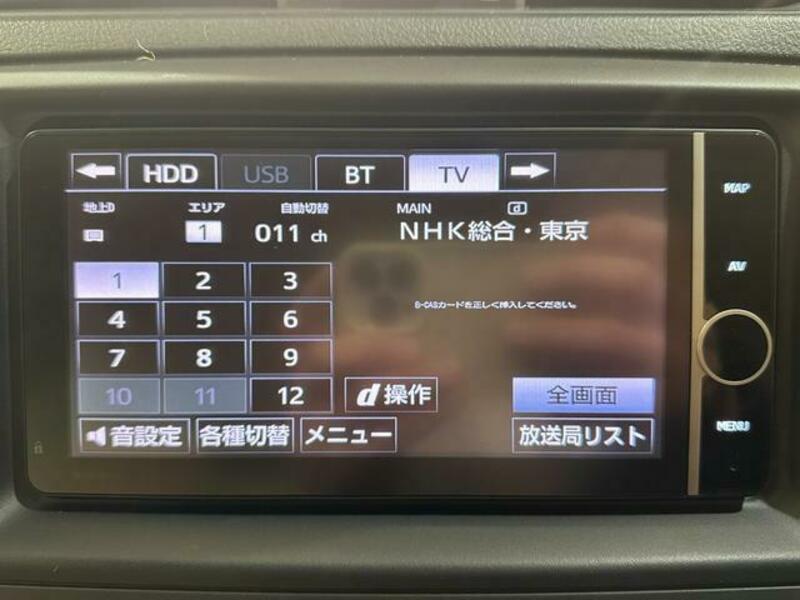 HDD USB BT TV
地上D エリア 自動切替 MAIN d
1 011 ch NHK総合・東京
1 2 3
B-CASカードを正しく挿入してください。
4 5 6
7 8 9
10 11 12 d操作 全画面
音設定 各種切替 メニュー 放送局リスト
MAP
AV
MENU